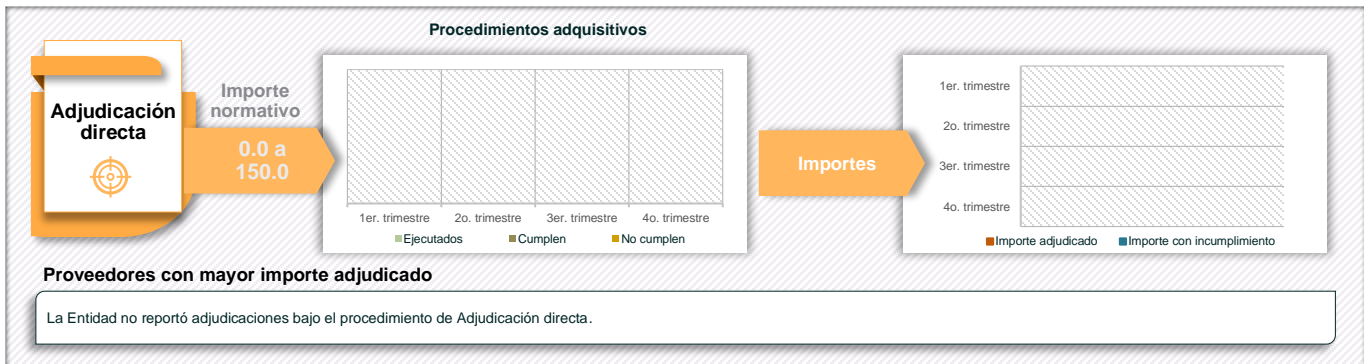 Procedimientos adquisitivos
Adjudicación
directa
Importe
normativo
0.0 a
150.0
1er. trimestre
2o. trimestre
3er. trimestre
4o. trimestre
Ejecutados
Cumplen
No cumplen
Importes
1er. trimestre
2o. trimestre
3er. trimestre
4o. trimestre
Importe adjudicado
Importe con incumplimiento
Proveedores con mayor importe adjudicado
La Entidad no reportó adjudicaciones bajo el procedimiento de Adjudicación directa.